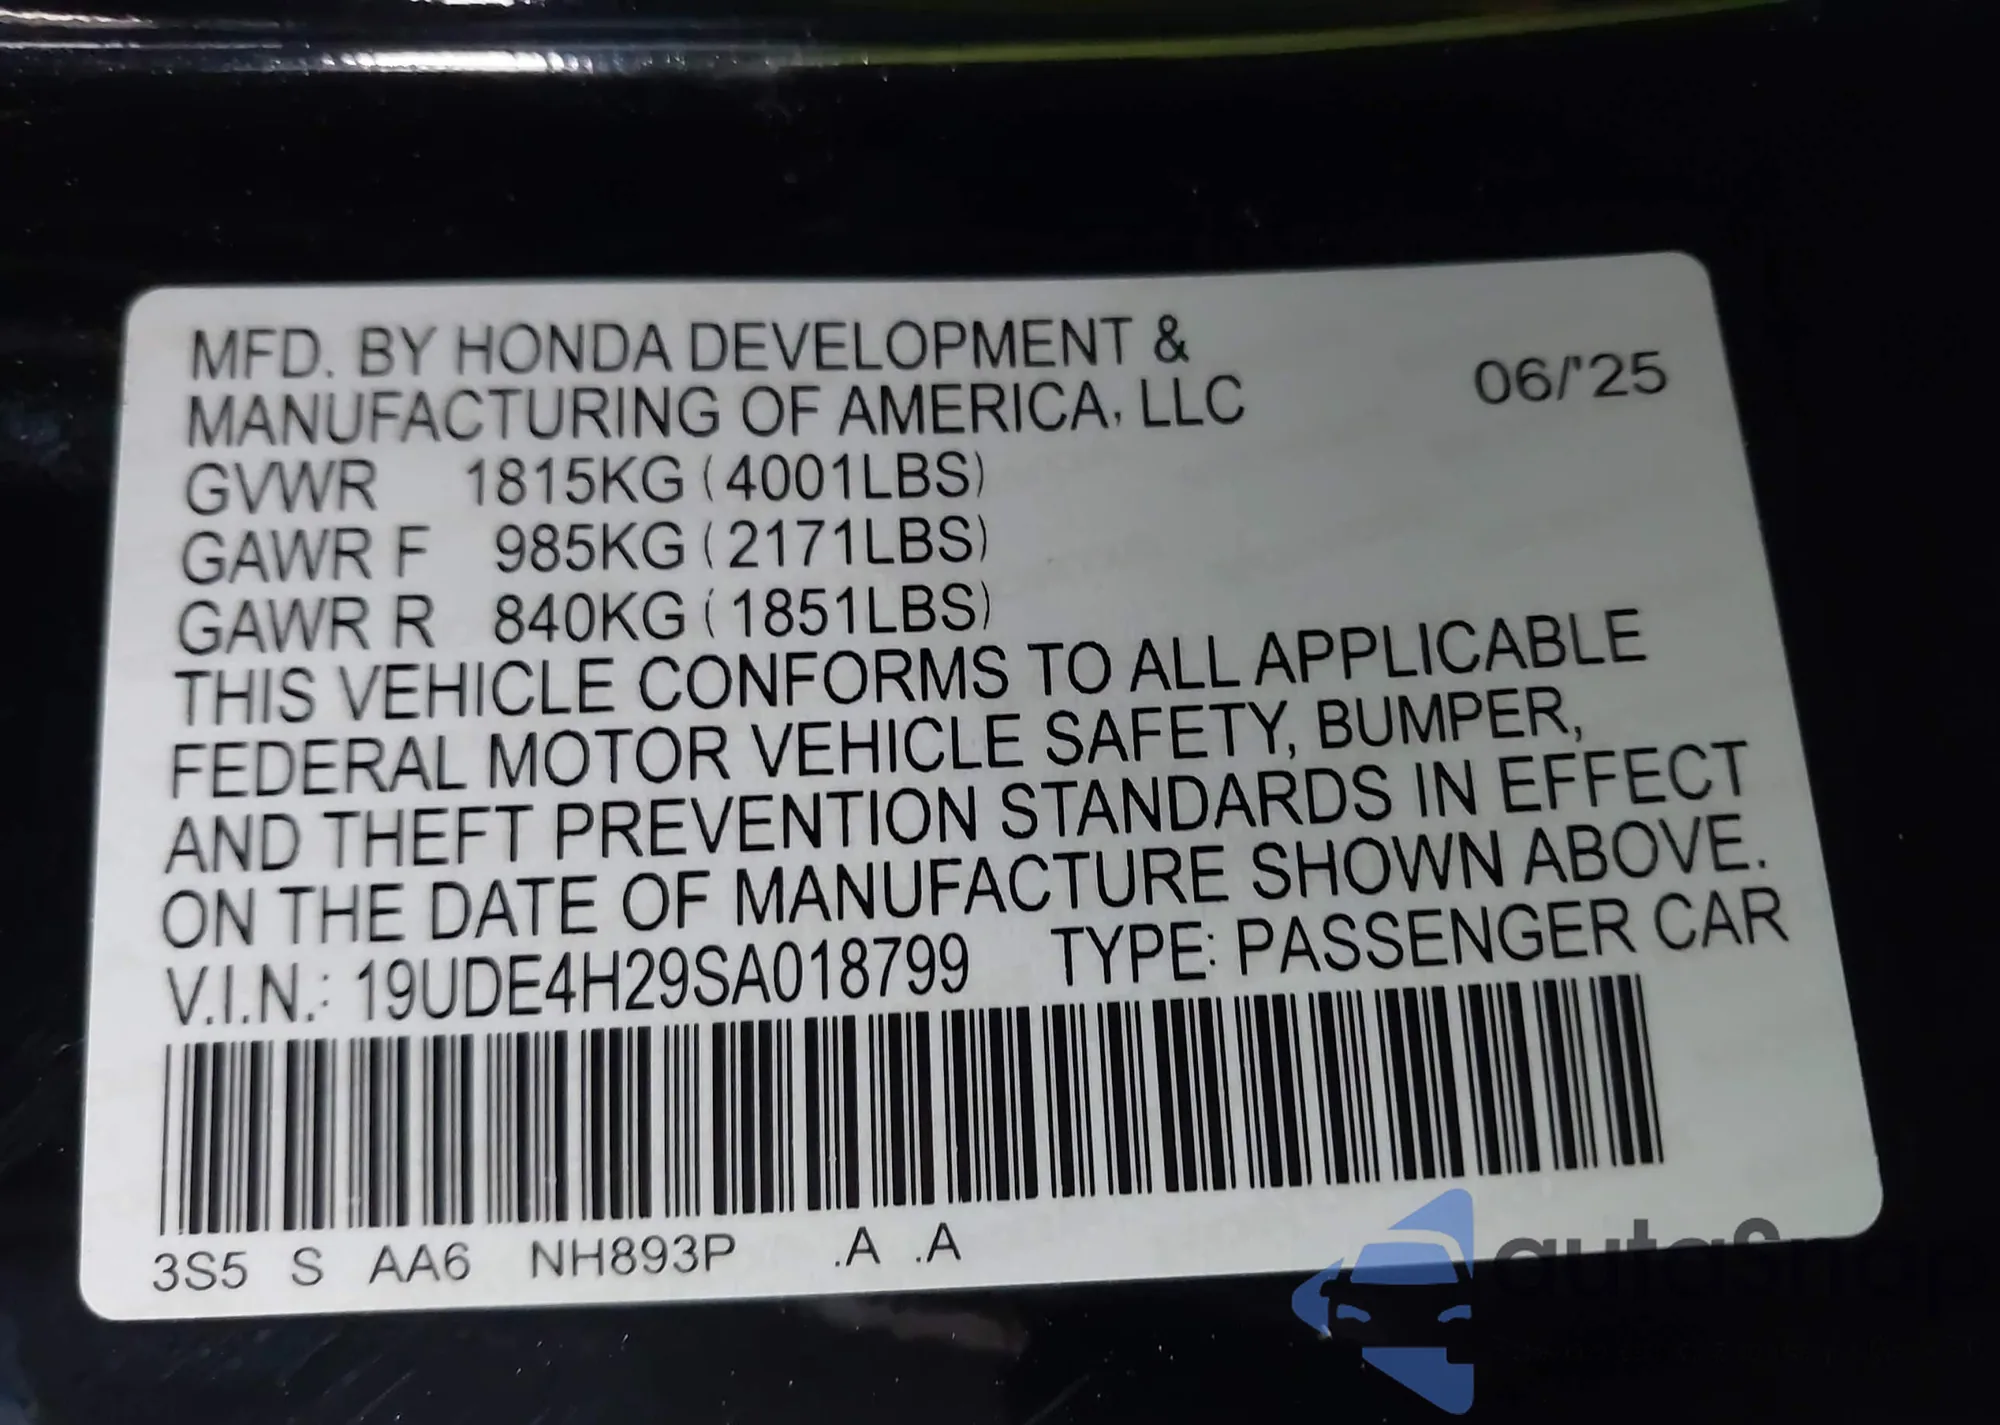 MFD. BY HONDA DEVELOPMENT &
MANUFACTURING OF AMERICA, LLC
06/'25
GVWR 1815KG (4001LBS)
GAWR F 985KG (2171LBS)
GAWR R 840KG (1851LBS)
THIS VEHICLE CONFORMS TO ALL APPLICABLE
FEDERAL MOTOR VEHICLE SAFETY, BUMPER,
AND THEFT PREVENTION STANDARDS IN EFFECT
ON THE DATE OF MANUFACTURE SHOWN ABOVE.
V.I.N.: 19UDE4H29SA018799 TYPE: PASSENGER CAR
3S5 S AA6 NH893P .A .A